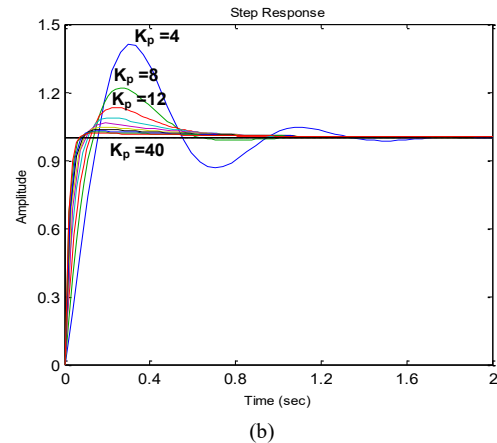 Step Response
1.5
K_p =4
K_p =8
1.2
K_p =12
0.9
K_p =40
Amplitude
0.6
0.3
0
0 0.4 0.8 1.2 1.6 2
Time (sec)
(b)